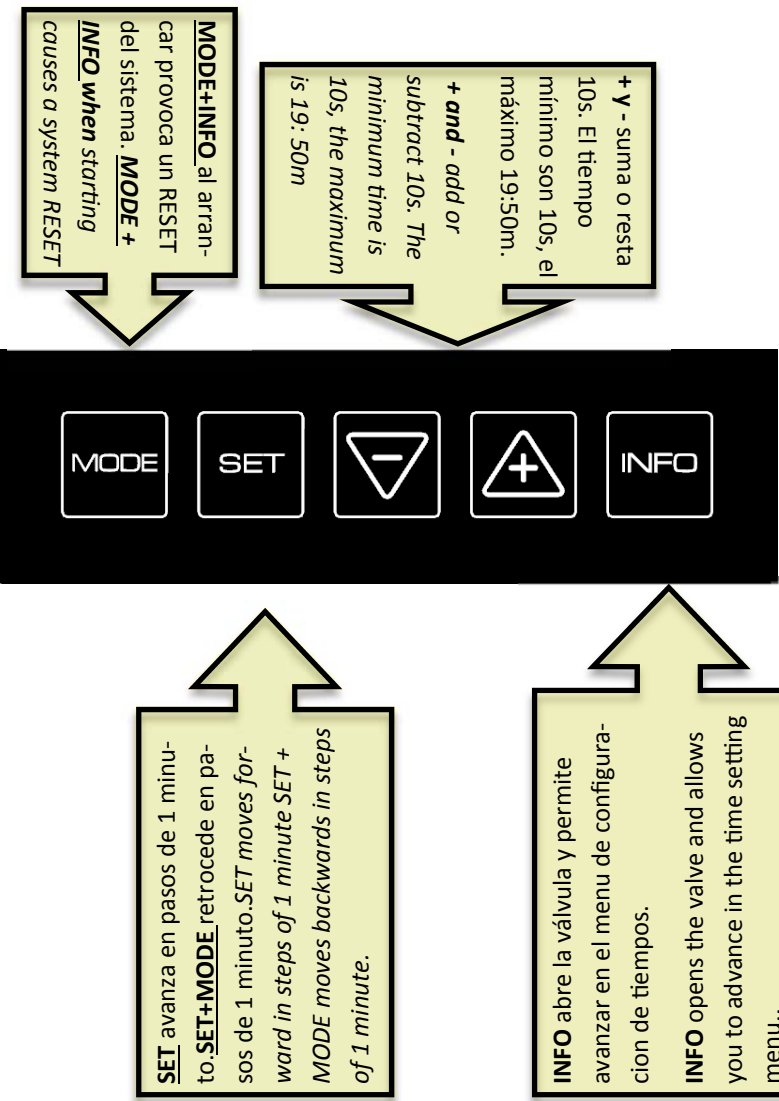 MODE+INFO al arran-
car provoca un RESET
del sistema. MODE +
INFO when starting
causes a system RESET
+ y - suma o resta
10s. El tiempo
mínimo son 10s, el
máximo 19:50m.
+ and - add or
subtract 10s. The
minimum time is
10s, the maximum
is 19: 50m
MODE
SET
-
+
INFO
SET avanza en pasos de 1 minu-
to.SET+MODE retrocede en pa-
sos de 1 minuto.SET moves for-
ward in steps of 1 minute SET +
MODE moves backwards in steps
of 1 minute.
INFO abre la válvula y permite
avanzar en el menu de configura-
cion de tiempos.
INFO opens the valve and allows
you to advance in the time setting
menu..